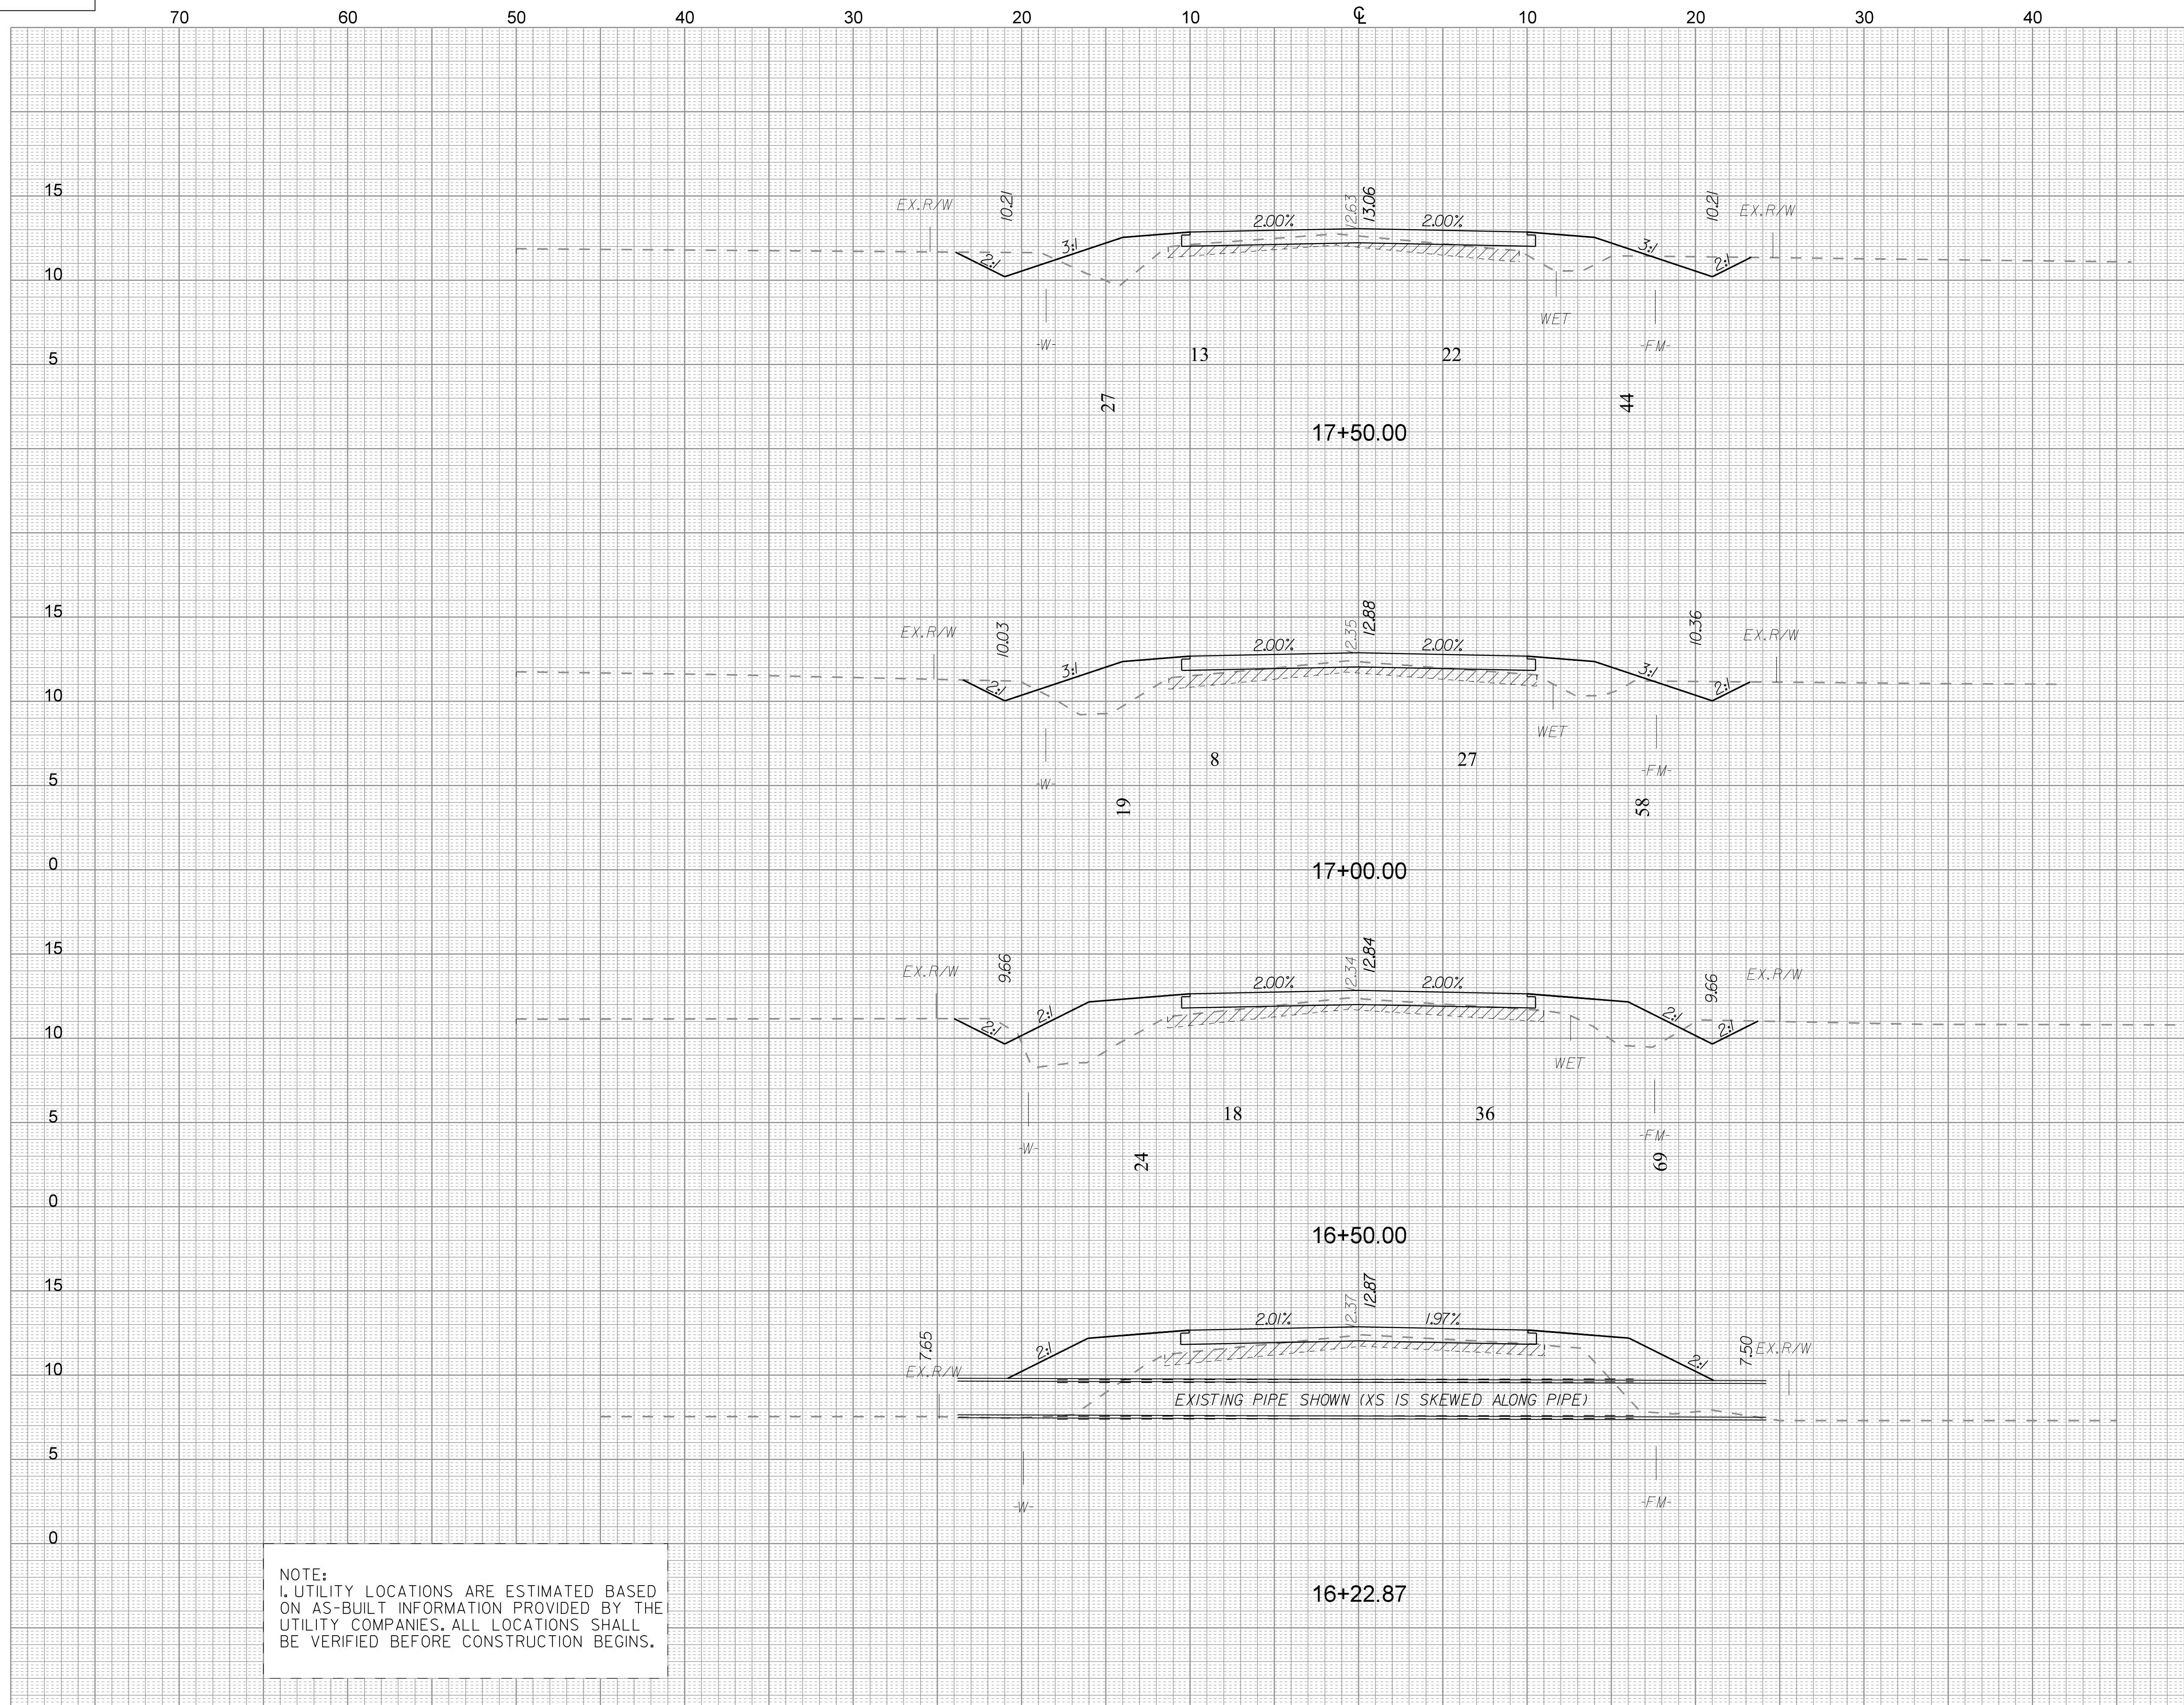 70 60 50 40 30 20 10 ℄ 10 20 30 40
15
EX.R/W 10.21 12.63 13.06 10.21 EX.R/W
2.00% 2.00%
2:1 3:1 3:1 2:1
10
WET
-W- -FM-
5
13 22
27 44
17+50.00
15
EX.R/W 10.03 12.35 12.88 10.36 EX.R/W
2.00% 2.00%
2:1 3:1 3:1 2:1
10
WET
8 27
-W- -FM-
5
19 58
0
17+00.00
15
EX.R/W 9.66 12.34 12.84 9.66 EX.R/W
2.00% 2.00%
2:1 2:1 2:1 2:1
10
WET
5
18 36
-W- -FM-
24 69
0
16+50.00
15
7.65 12.37 12.87 7.50
2.01% 1.97%
EX.R/W 2:1 2:1 EX.R/W
10
EXISTING PIPE SHOWN (XS IS SKEWED ALONG PIPE)
5
-W- -FM-
0
16+22.87
NOTE:
1. UTILITY LOCATIONS ARE ESTIMATED BASED
ON AS-BUILT INFORMATION PROVIDED BY THE
UTILITY COMPANIES. ALL LOCATIONS SHALL
BE VERIFIED BEFORE CONSTRUCTION BEGINS.